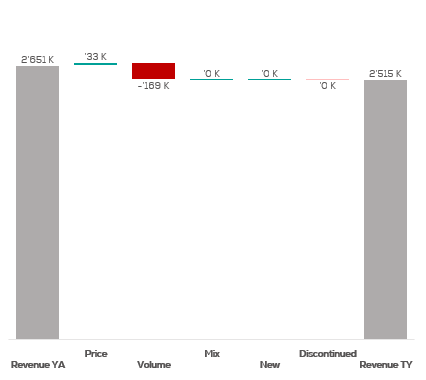 2'651 K
'33 K
-'169 K
'0 K
'0 K
'0 K
2'515 K
Revenue YA
Price
Volume
Mix
New
Discontinued
Revenue TY